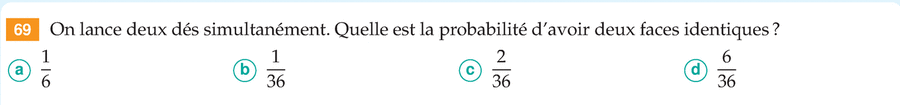 69 On lance deux dés simultanément. Quelle est la probabilité d'avoir deux faces identiques ?
a 1/6 b 1/36 c 2/36 d 6/36